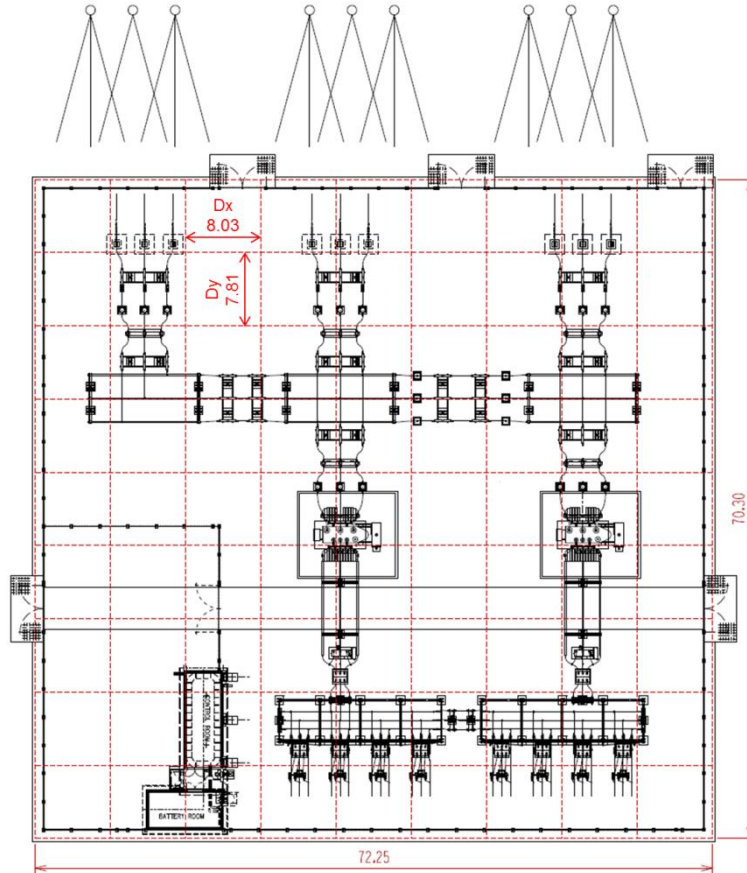 Dx
8.03
Dy
7.81
70.30
CONTROL ROOM
BATTERY ROOM
72.25